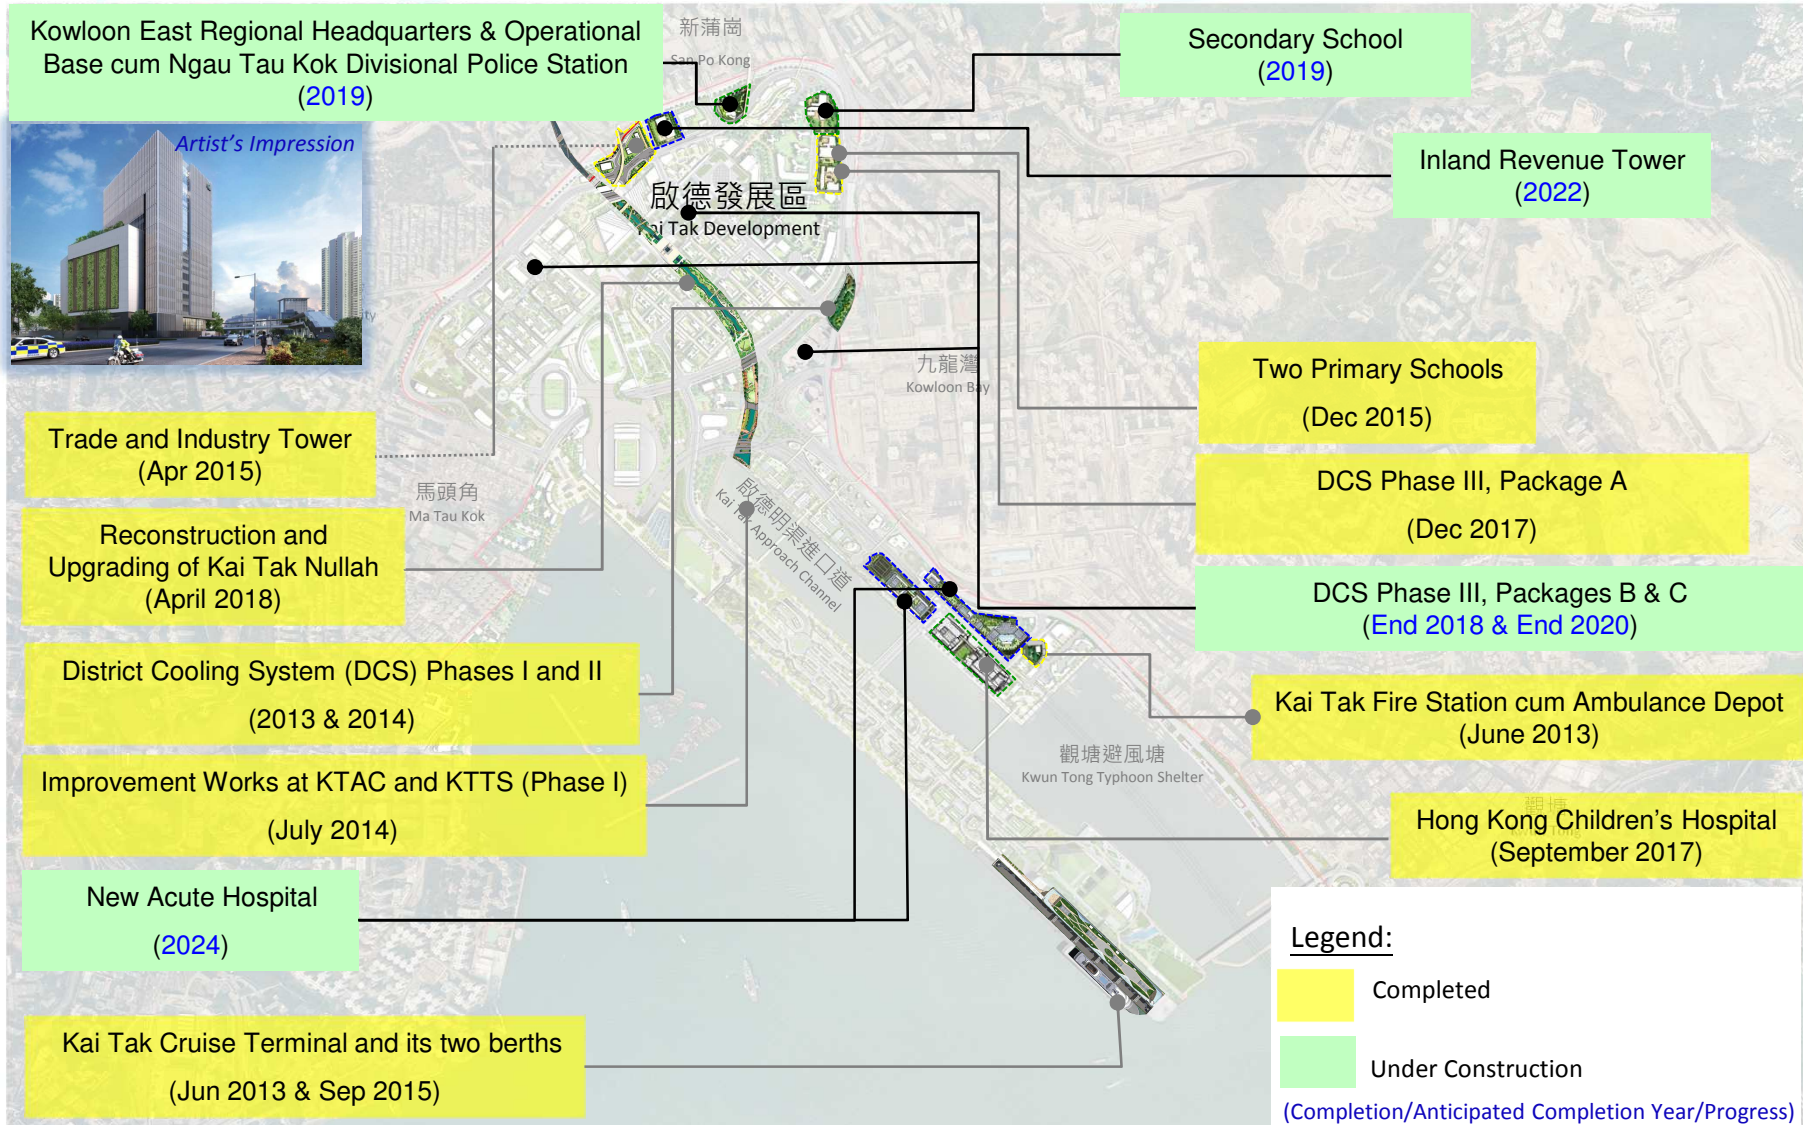 Kowloon East Regional Headquarters & Operational
Base cum Ngau Tau Kok Divisional Police Station
(2019)
Artist's Impression
新蒲崗
San Po Kong
Secondary School
(2019)
Inland Revenue Tower
(2022)
啟德發展區
Kai Tak Development
九龍灣
Kowloon Bay
Two Primary Schools
(Dec 2015)
Trade and Industry Tower
(Apr 2015)
馬頭角
Ma Tau Kok
啟德明渠進口道
Kai Tak Approach Channel
DCS Phase III, Package A
(Dec 2017)
Reconstruction and
Upgrading of Kai Tak Nullah
(April 2018)
DCS Phase III, Packages B & C
(End 2018 & End 2020)
District Cooling System (DCS) Phases I and II
(2013 & 2014)
Kai Tak Fire Station cum Ambulance Depot
(June 2013)
觀塘避風塘
Kwun Tong Typhoon Shelter
Improvement Works at KTAC and KTTS (Phase I)
(July 2014)
觀塘
Hong Kong Children's Hospital
(September 2017)
New Acute Hospital
(2024)
Kai Tak Cruise Terminal and its two berths
(Jun 2013 & Sep 2015)
Legend:
Completed
Under Construction
(Completion/Anticipated Completion Year/Progress)